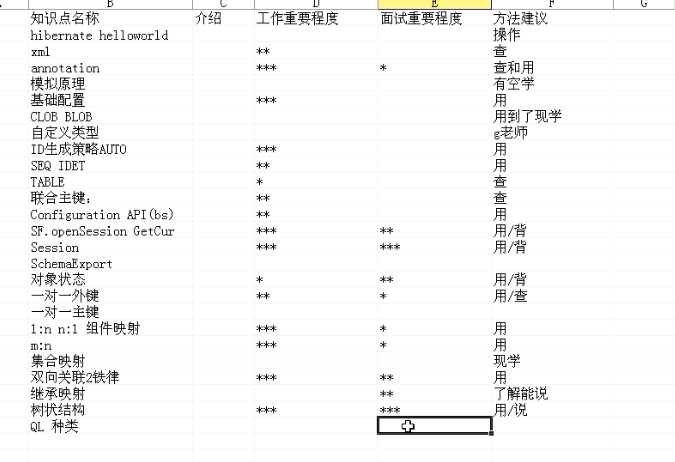 B C D E F G
知识点名称 介绍 工作重要程度 面试重要程度 方法建议
hibernate helloworld 操作
xml ** 查
annotation *** * 查和用
模拟原理 有空学
基础配置 *** 用
CLOB BLOB 用到了现学
自定义类型 g老师
ID生成策略AUTO *** 用
SEQ IDET ** 用
TABLE * 查
联合主键: ** 查
Configuration API(bs) ** 用
SF.openSession GetCur *** ** 用/背
Session *** *** 用/背
SchemaExport
对象状态 * ** 用/背
一对一外键 ** * 用/查
一对一主键
1:n n:1 组件映射 *** * 用
m:n *** * 用
集合映射 现学
双向关联2铁律 *** ** 用
继承映射 ** 了解能说
树状结构 *** *** 用/说
QL 种类